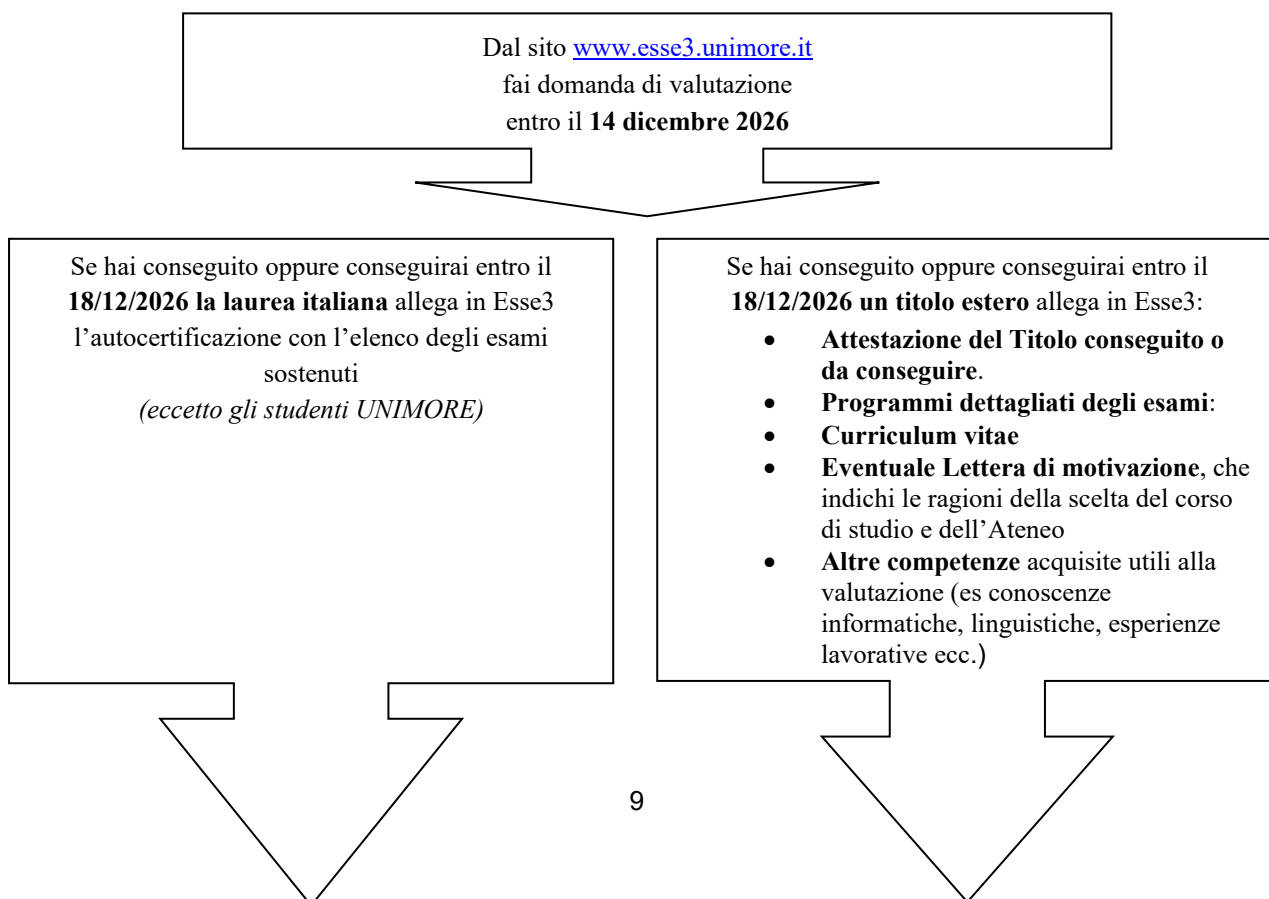 Dal sito www.esse3.unimore.it
fai domanda di valutazione
entro il 14 dicembre 2026
Se hai conseguito oppure conseguirai entro il
18/12/2026 la laurea italiana allega in Esse3
l’autocertificazione con l’elenco degli esami
sostenuti
(eccetto gli studenti UNIMORE)
Se hai conseguito oppure conseguirai entro il
18/12/2026 un titolo estero allega in Esse3:
• Attestazione del Titolo conseguito o
da conseguire.
• Programmi dettagliati degli esami:
• Curriculum vitae
• Eventuale Lettera di motivazione, che
indichi le ragioni della scelta del corso
di studio e dell’Ateneo
• Altre competenze acquisite utili alla
valutazione (es conoscenze
informatiche, linguistiche, esperienze
lavorative ecc.)
9